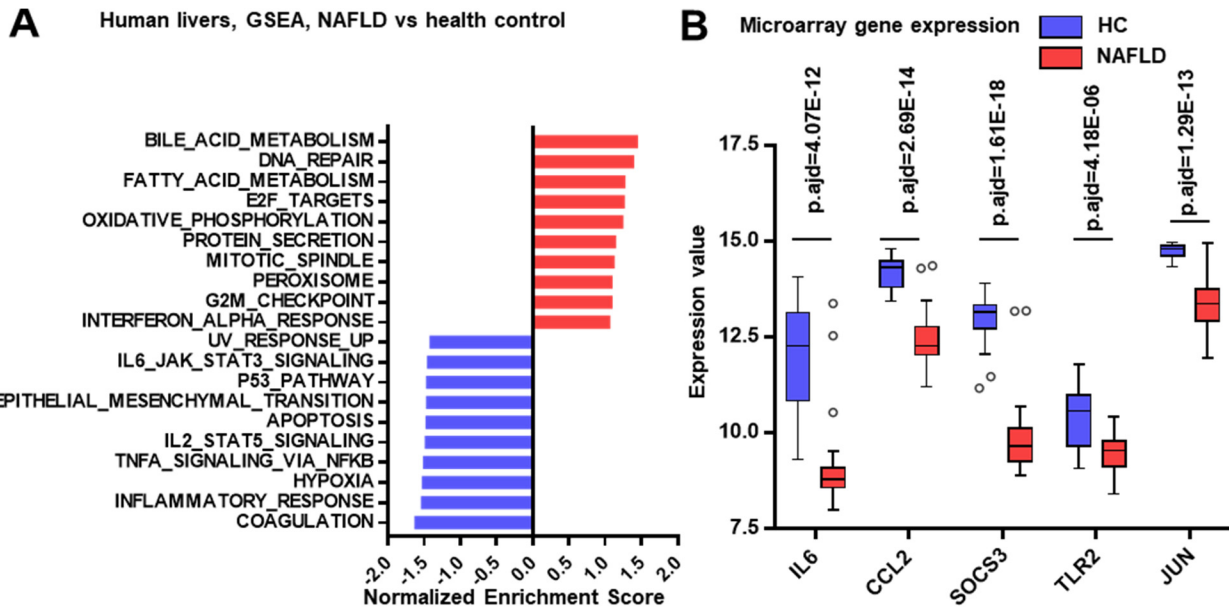 A
Human livers, GSEA, NAFLD vs health control
BILE_ACID_METABOLISM
DNA_REPAIR
FATTY_ACID_METABOLISM
E2F_TARGETS
OXIDATIVE_PHOSPHORYLATION
PROTEIN_SECRETION
MITOTIC_SPINDLE
PEROXISOME
G2M_CHECKPOINT
INTERFERON_ALPHA_RESPONSE
UV_RESPONSE_UP
IL6_JAK_STAT3_SIGNALING
P53_PATHWAY
EPITHELIAL_MESENCHYMAL_TRANSITION
APOPTOSIS
IL2_STAT5_SIGNALING
TNFA_SIGNALING_VIA_NFKB
HYPOXIA
INFLAMMATORY_RESPONSE
COAGULATION
-2.0 -1.5 -1.0 -0.5 0.0 0.5 1.0 1.5 2.0
Normalized Enrichment Score
B
Microarray gene expression
HC
NAFLD
p.ajd=4.07E-12
p.ajd=2.69E-14
p.ajd=1.61E-18
p.ajd=4.18E-06
p.ajd=1.29E-13
Expression value
17.5
15.0
12.5
10.0
7.5
IL6 CCL2 SOCS3 TLR2 JUN